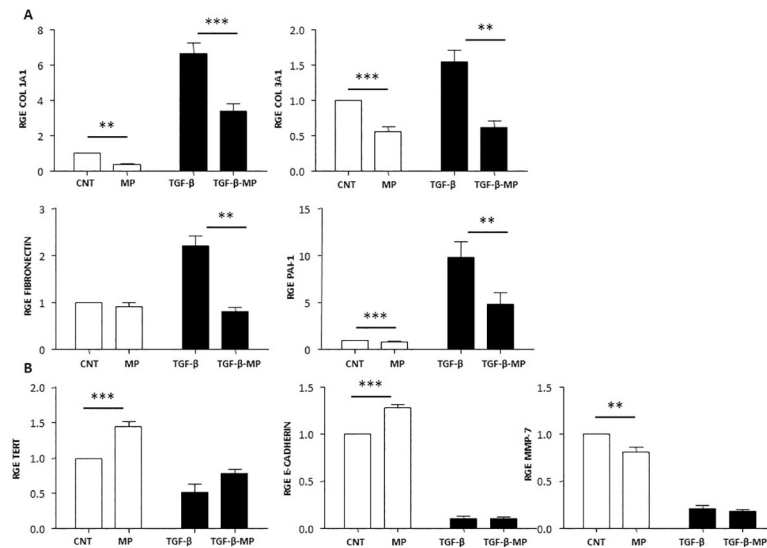 A
RGE COL 1A1
8
6
4
2
0
***
**
CNT MP TGF-β TGF-β-MP
RGE COL 3A1
2.0
1.5
1.0
0.5
0.0
**
***
CNT MP TGF-β TGF-β-MP
RGE FIBRONECTIN
3
2
1
0
**
CNT MP TGF-β TGF-β-MP
RGE PAI-1
15
10
5
0
**
***
CNT MP TGF-β TGF-β-MP
B
RGE TERT
2.0
1.5
1.0
0.5
0.0
***
CNT MP TGF-β TGF-β-MP
RGE E-CADHERIN
1.5
1.0
0.5
0.0
***
CNT MP TGF-β TGF-β-MP
RGE MMP-7
1.5
1.0
0.5
0.0
**
CNT MP TGF-β TGF-β-MP